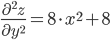 ∂²z/∂y² = 8·x² + 8